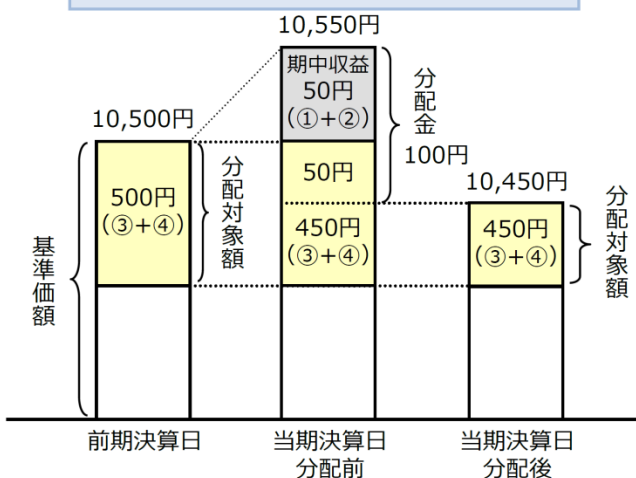 10,550円
期中収益
50円
(①+②)
分配金
100円
10,500円
500円
(③+④)
分配対象額
50円
450円
(③+④)
10,450円
450円
(③+④)
分配対象額
基準価額
前期決算日
当期決算日
分配前
当期決算日
分配後